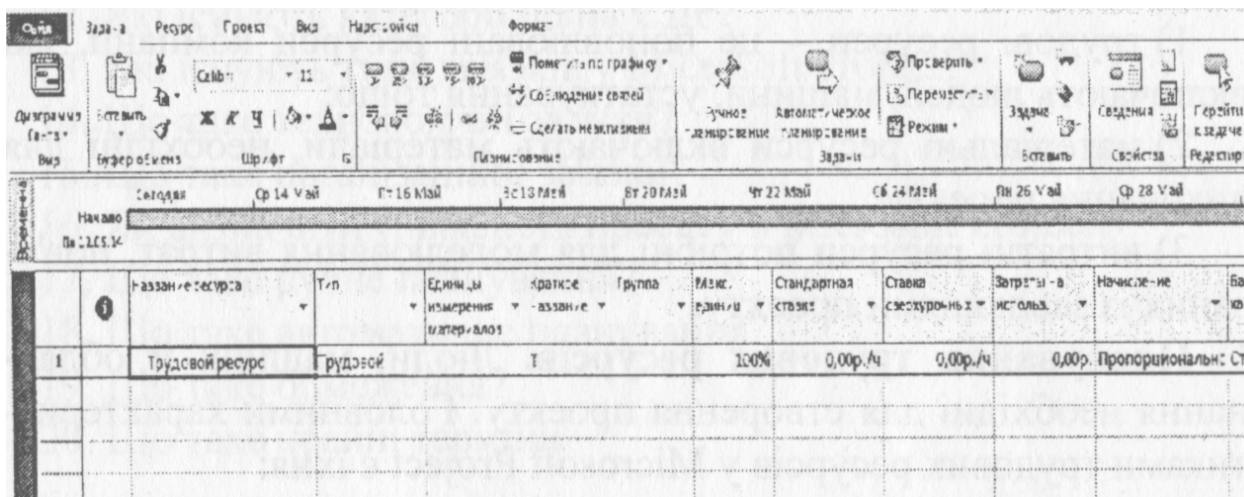 Файл Задача Ресурс Проект Вид Надстройки Формат
Calibri 11
Ж К Ч
Пометить по графику
Соблюдать связей
Сделать неактивным
Ручное планирование
Автоматическое планирование
Проверить
Переместить
Режим
Задача
Сведения
Перейти к задаче
Диаграмма Ганта
Вставить
Вид Буфер обмена Шрифт Планирование Задачи Вставить Свойства Редактир
Сегодня Ср 14 Май Пт 16 Май Вс 18 Май Вт 20 Май Чт 22 Май Сб 24 Май Пн 26 Май Ср 28 Май
Начало
Пн 12.05.14
Название ресурса Тип Единицы измерения материалов Краткое название Группа Макс. единиц Стандартная ставка Ставка сверхурочных Затраты на использ. Начисление Ба
Трудовой ресурс Трудовой 100% 0,00р./ч 0,00р./ч 0,00р. Пропорциональнс Ст